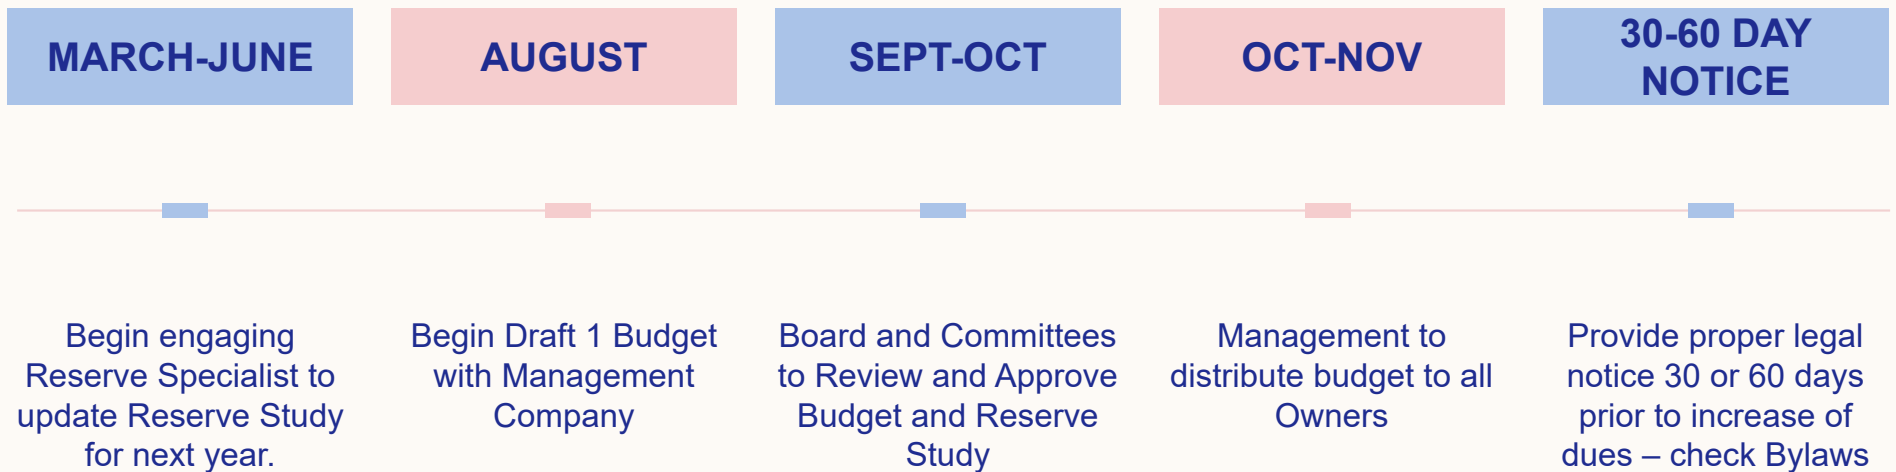 MARCH-JUNE
AUGUST
SEPT-OCT
OCT-NOV
30-60 DAY
NOTICE
Begin engaging
Reserve Specialist to
update Reserve Study
for next year.
Begin Draft 1 Budget
with Management
Company
Board and Committees
to Review and Approve
Budget and Reserve
Study
Management to
distribute budget to all
Owners
Provide proper legal
notice 30 or 60 days
prior to increase of
dues – check Bylaws